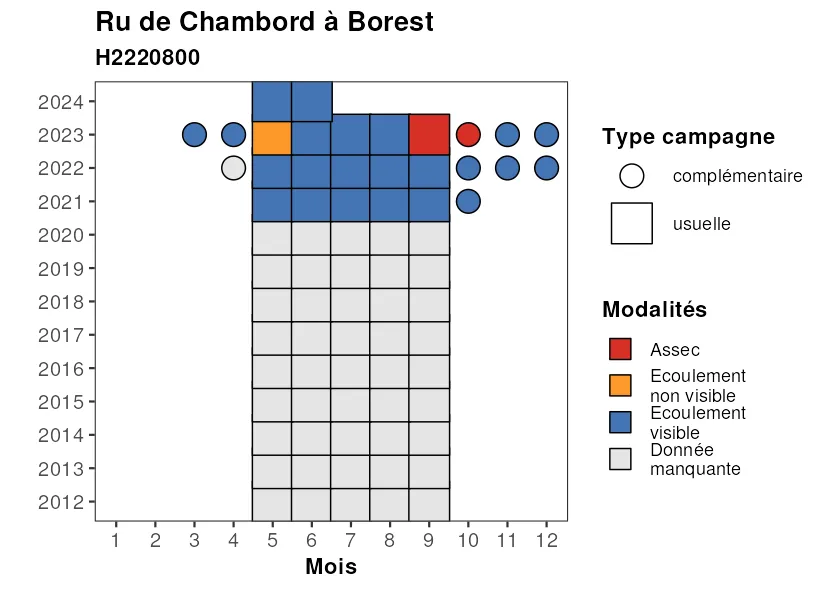 Ru de Chambord à Borest
H2220800
2024
2023
2022
2021
2020
2019
2018
2017
2016
2015
2014
2013
2012
1 2 3 4 5 6 7 8 9 10 11 12
Mois
Type campagne
complémentaire
usuelle
Modalités
Assec
Ecoulement
non visible
Ecoulement
visible
Donnée
manquante